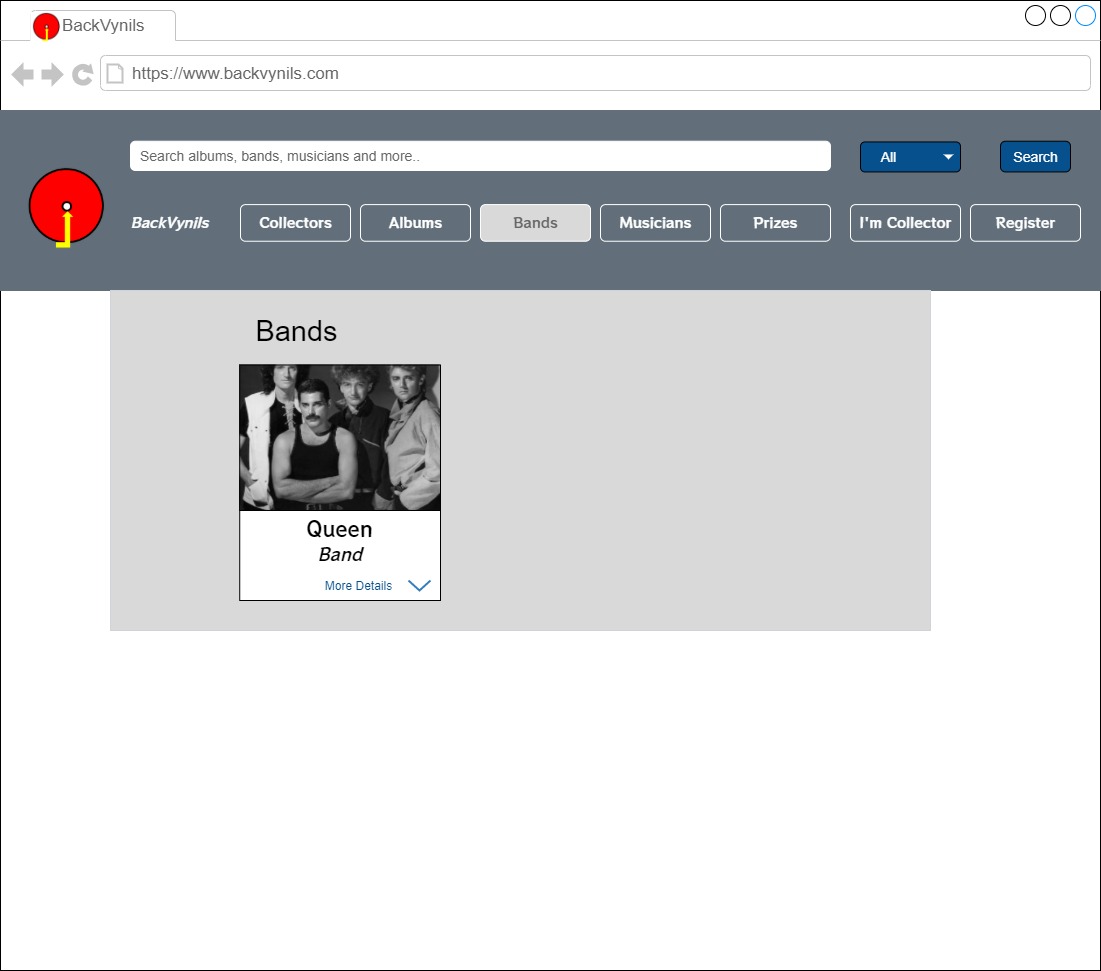 BackVynils
https://www.backvynils.com
Search albums, bands, musicians and more..
All
Search
BackVynils
Collectors
Albums
Bands
Musicians
Prizes
I'm Collector
Register
Bands
Queen
Band
More Details